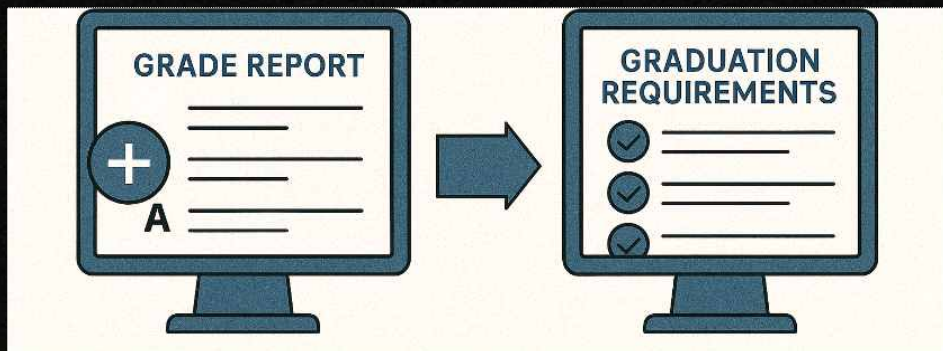 GRADE REPORT
+
A
GRADUATION
REQUIREMENTS